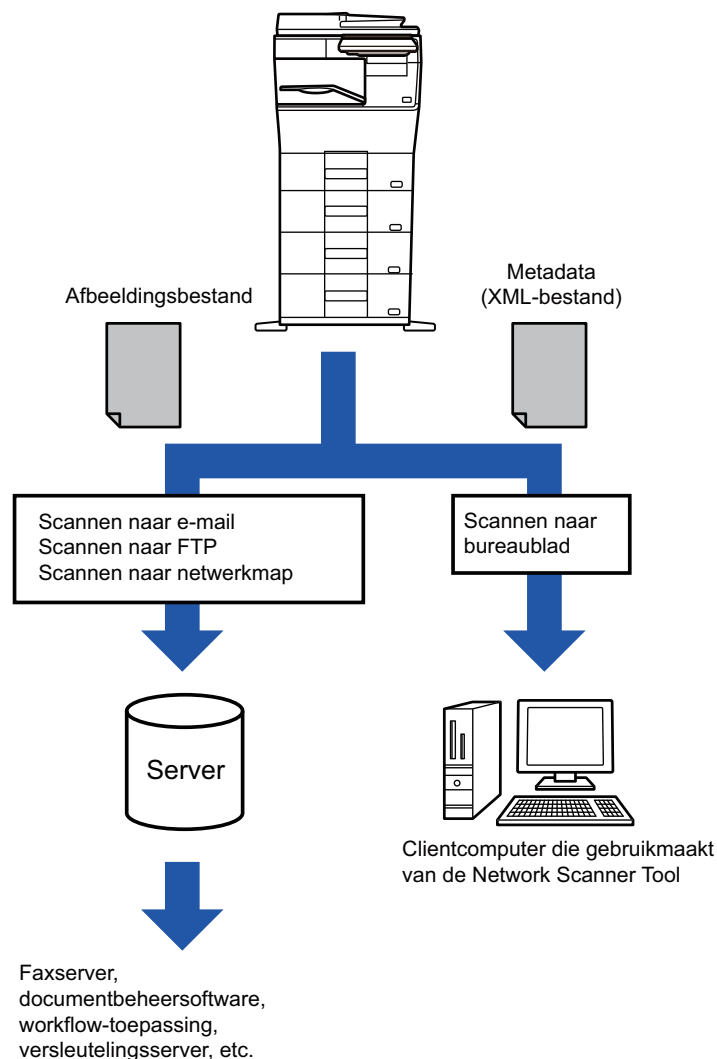 Afbeeldingsbestand
Metadata
(XML-bestand)
Scannen naar e-mail
Scannen naar FTP
Scannen naar netwerkmap
Scannen naar
bureaublad
Server
Clientcomputer die gebruikmaakt
van de Network Scanner Tool
Faxserver,
documentbeheersoftware,
workflow-toepassing,
versleutelingsserver, etc.